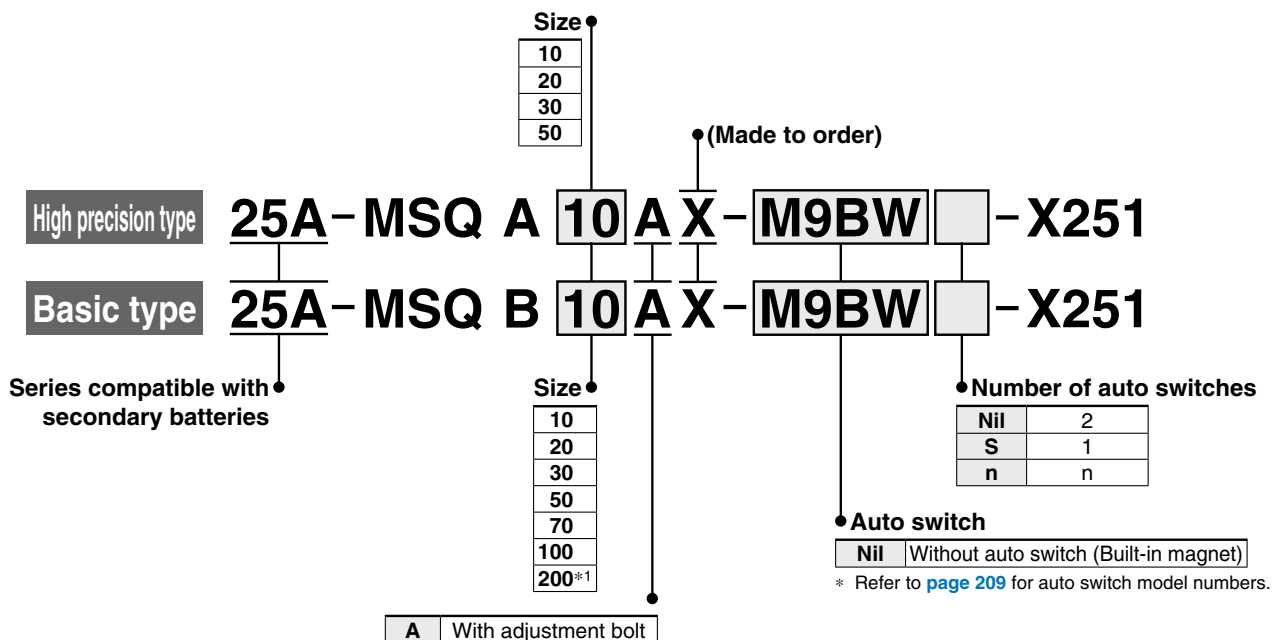 Size
10
20
30
50
(Made to order)
High precision type 25A-MSQ A 10 A X-M9BW -X251
Basic type 25A-MSQ B 10 A X-M9BW -X251
Series compatible with
secondary batteries
Size
10
20
30
50
70
100
200*1
Number of auto switches
Nil 2
S 1
n n
Auto switch
Nil Without auto switch (Built-in magnet)
* Refer to page 209 for auto switch model numbers.
A With adjustment bolt